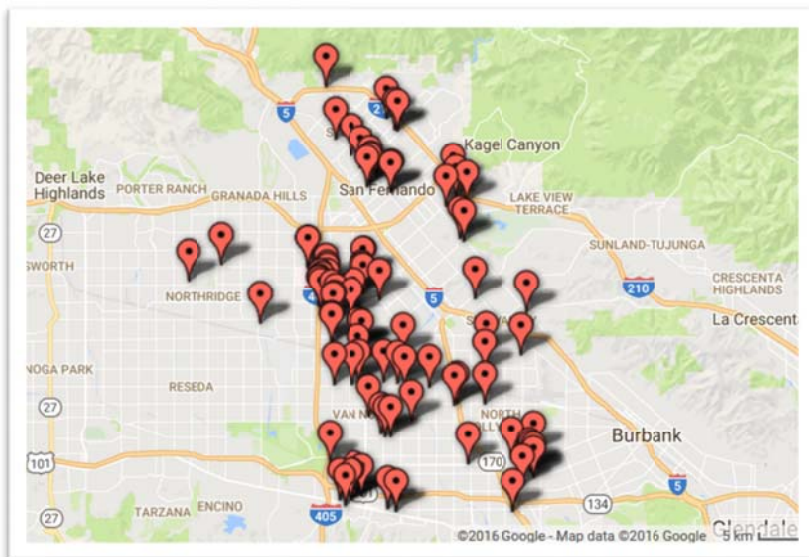 5
Kagel Canyon
Deer Lake
Highlands
PORTER RANCH
GRANADA HILLS
San Fernando
LAKE VIEW
TERRACE
27
SUNLAND-TUJUNGA
NORTHRIDGE
5
210
CRESCENTA
HIGHLANDS
La Crescent
NOGA PARK
RESEDA
27
VAN
NORTH
Burbank
101
170
5
134
ENCINO
TARZANA
27
405
©2016 Google - Map data ©2016 Google
5 km
Glendale